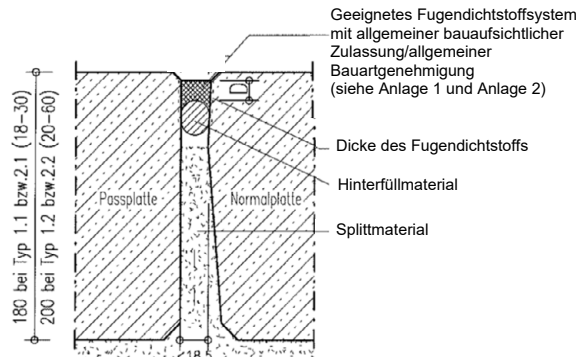 Geeignetes Fugendichtstoffsystem
mit allgemeiner bauaufsichtlicher
Zulassung/allgemeiner
Bauartgenehmigung
(siehe Anlage 1 und Anlage 2)
D
Dicke des Fugendichtstoffs
Hinterfüllmaterial
Passplatte
Normalplatte
Splittmaterial
180 bei Typ 1.1 bzw.2.1 (18-30)
200 bei Typ 1.2 bzw.2.2 (20-60)
18.5